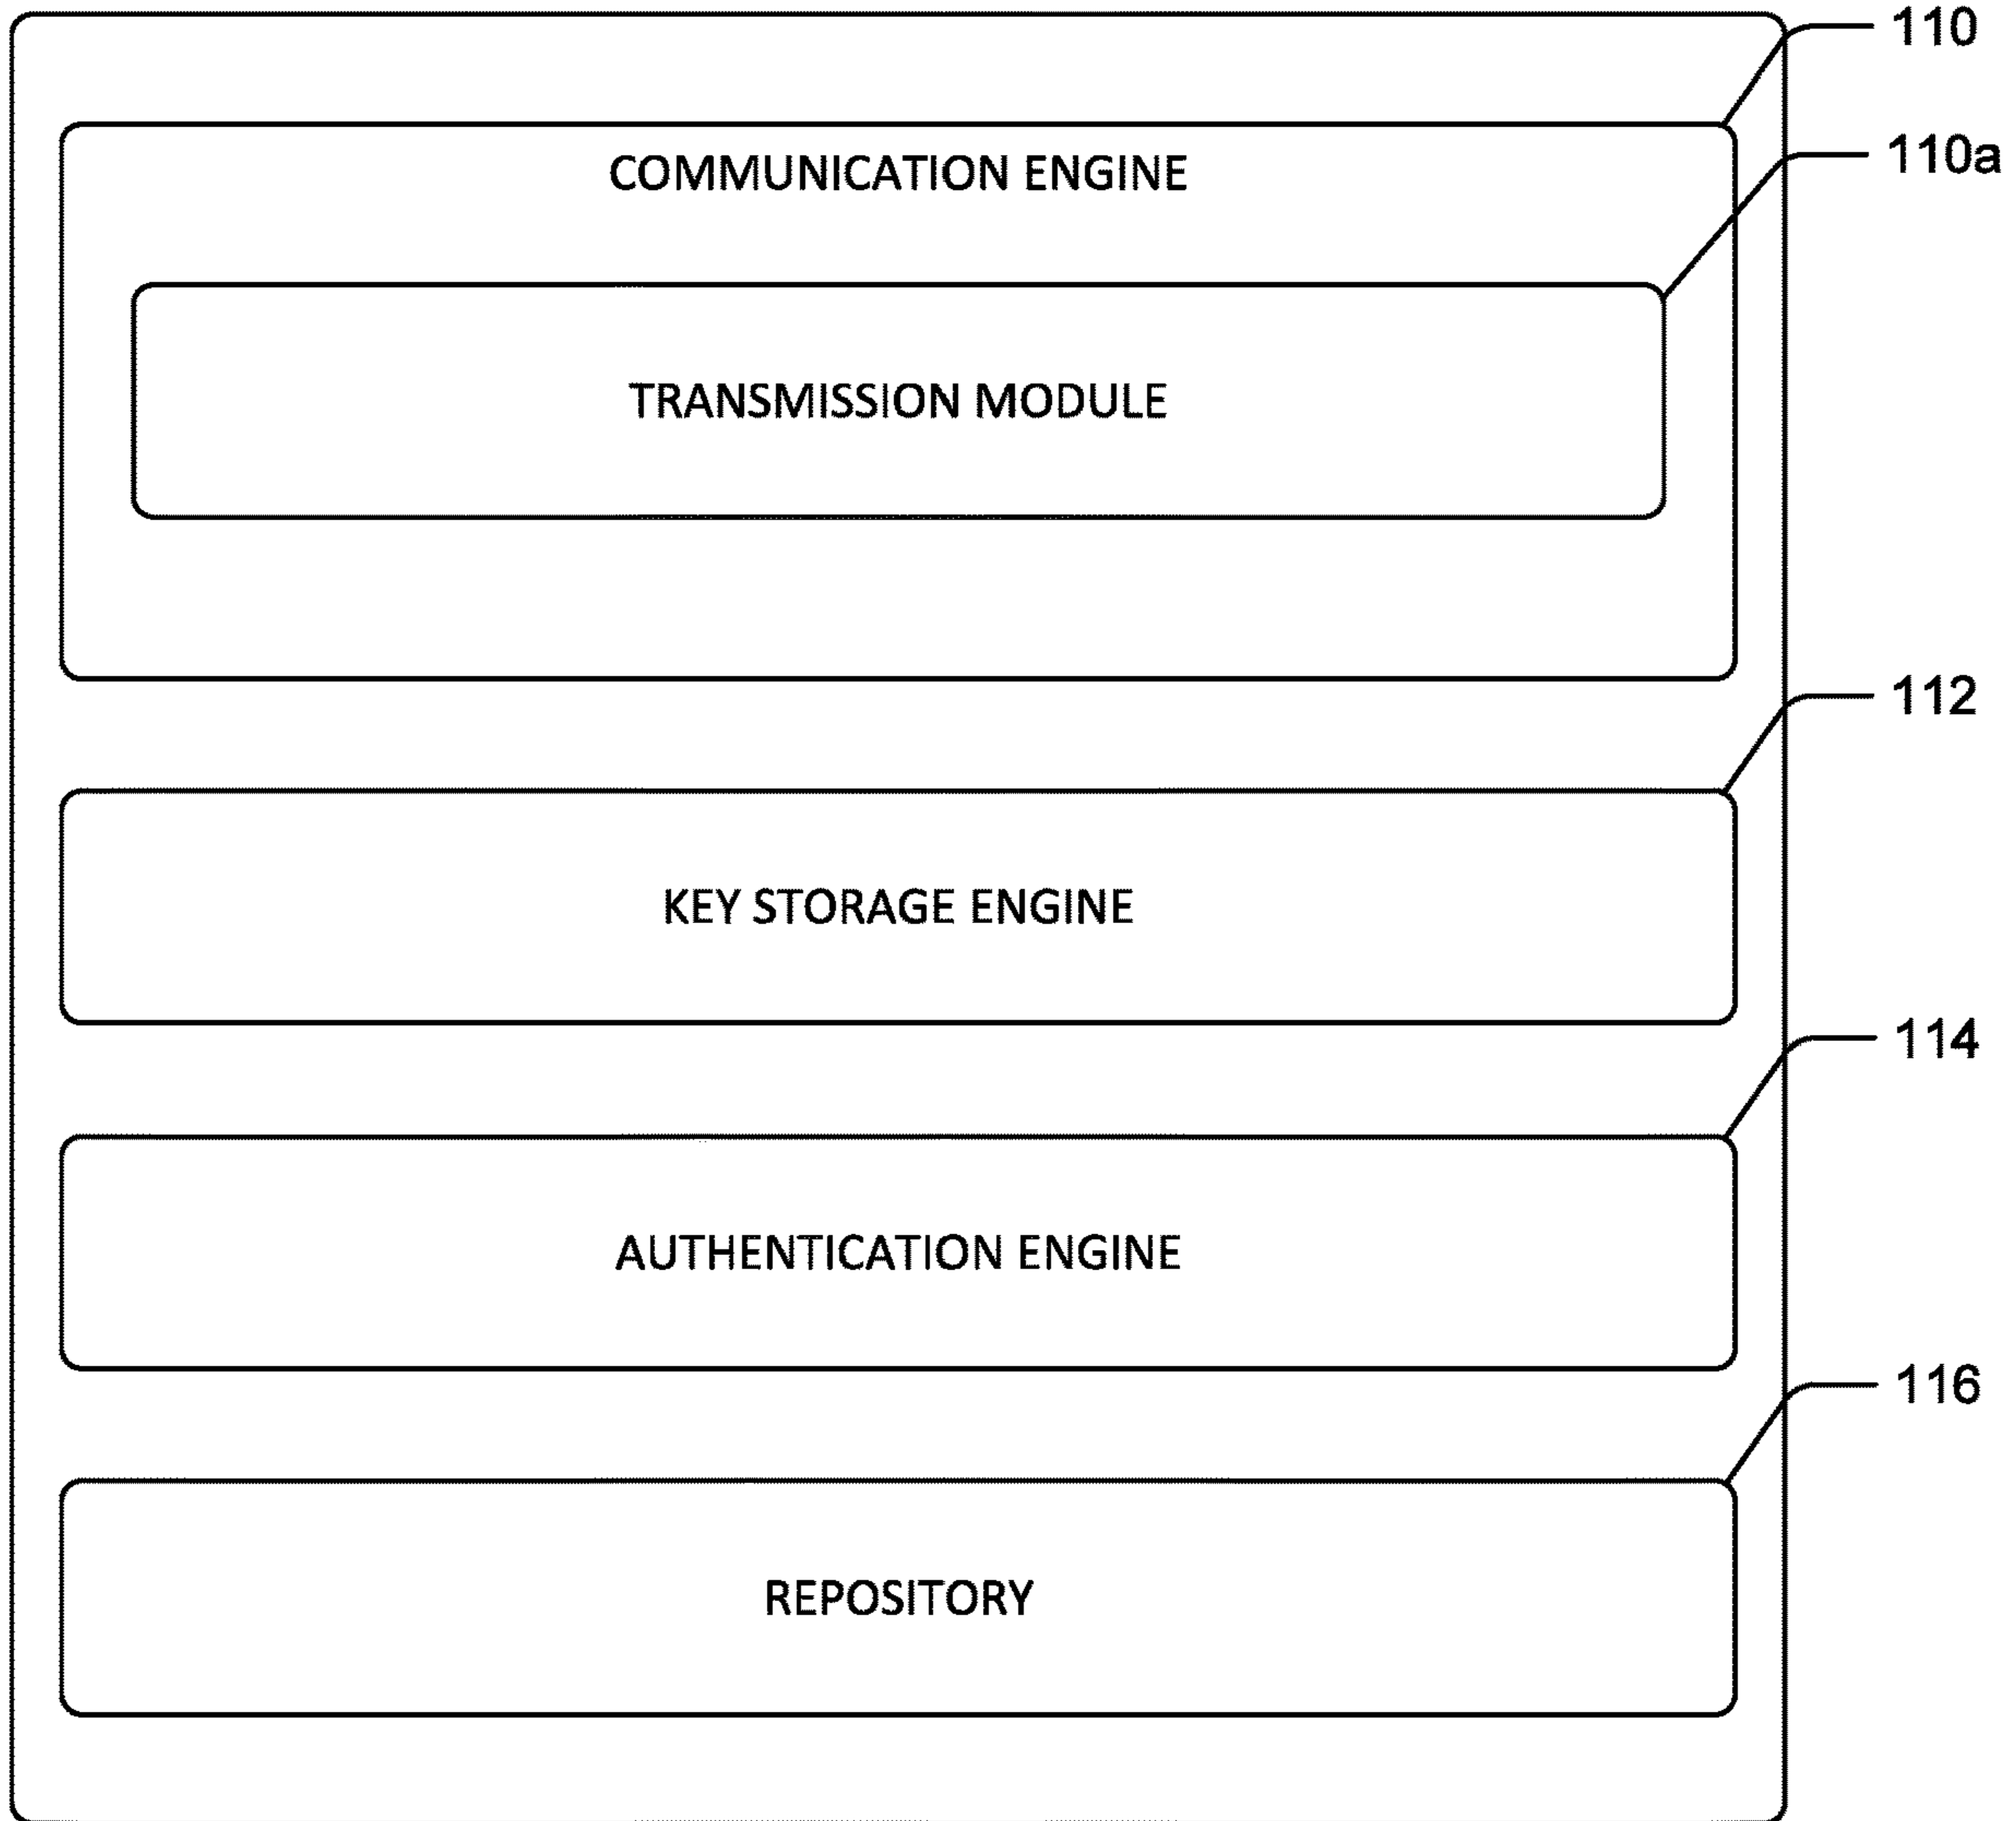 110
COMMUNICATION ENGINE
110a
TRANSMISSION MODULE
112
KEY STORAGE ENGINE
114
AUTHENTICATION ENGINE
116
REPOSITORY